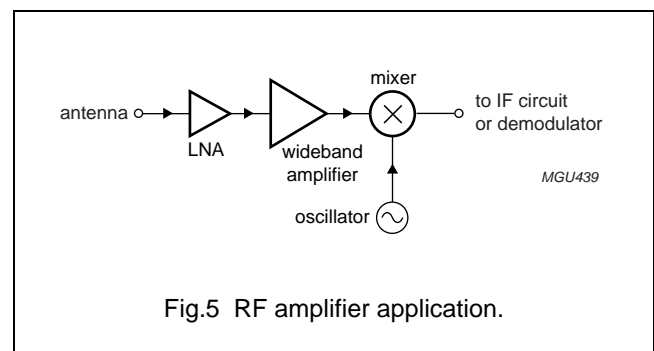 mixer
antenna
to IF circuit
or demodulator
LNA
wideband
amplifier
MGU439
oscillator
Fig.5 RF amplifier application.